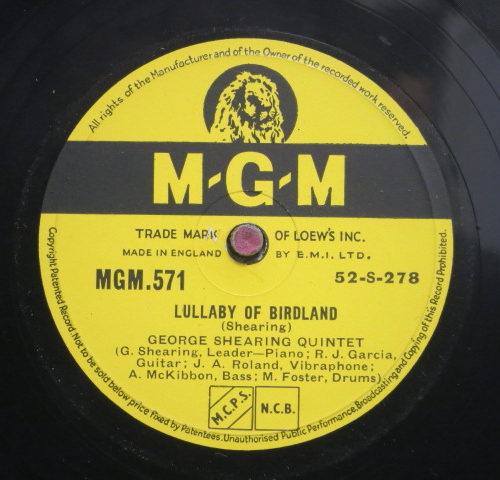 All rights of the Manufacturer and of the Owner of the recorded work reserved.
M-G-M
TRADE MARK OF LOEW'S INC.
MADE IN ENGLAND BY E.M.I. LTD.
MGM.571 52-S-278
LULLABY OF BIRDLAND
(Shearing)
GEORGE SHEARING QUINTET
(G. Shearing, Leader—Piano; R. J. Garcia,
Guitar; J. A. Roland, Vibraphone;
A. McKibbon, Bass; M. Foster, Drums)
M.C.P.S. N.C.B.
Copyright Patented Record. Not to be sold below price fixed by Patentees. Unauthorised Public Performance, Broadcasting and Copying of this Record Prohibited.